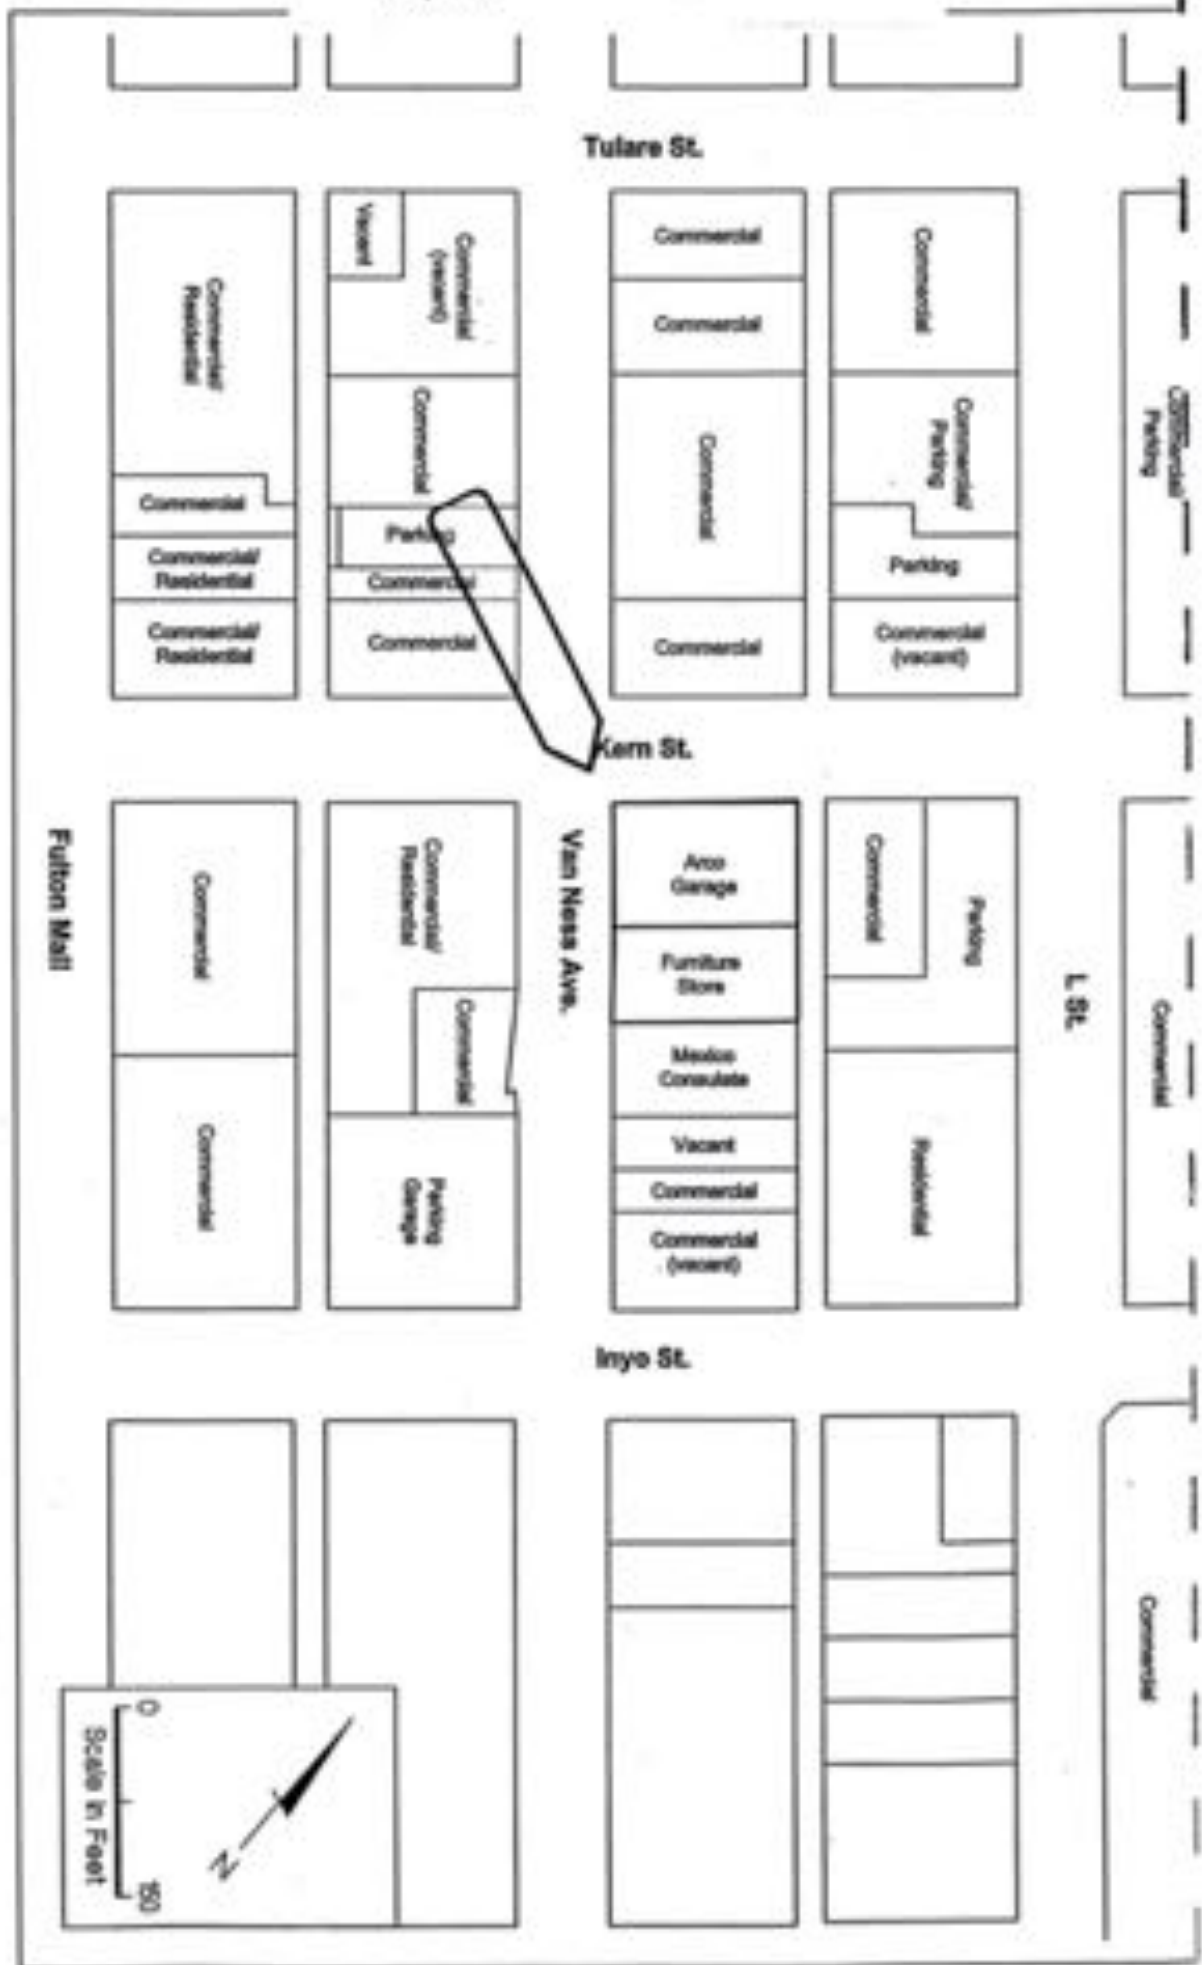 Tulare St.
Commercial/
Residential
Commercial
Commercial/
Residential
Commercial/
Residential
Vacant
Commercial
(vacant)
Commercial
Parking
Commercial
Commercial
Commercial
Commercial
Commercial
Commercial
Commercial
Commercial/
Parking
Parking
Commercial
(vacant)
Commercial/
Parking
Kern St.
Fulton Mall
Commercial
Commercial
Commercial/
Residential
Commercial
Parking
Garage
Van Ness Ave.
Arco
Garage
Furniture
Store
Mexico
Consulate
Vacant
Commercial
Commercial
(vacant)
Commercial
Parking
Residential
L St.
Commercial
Inyo St.
Commercial
N
0
150
Scale in Feet